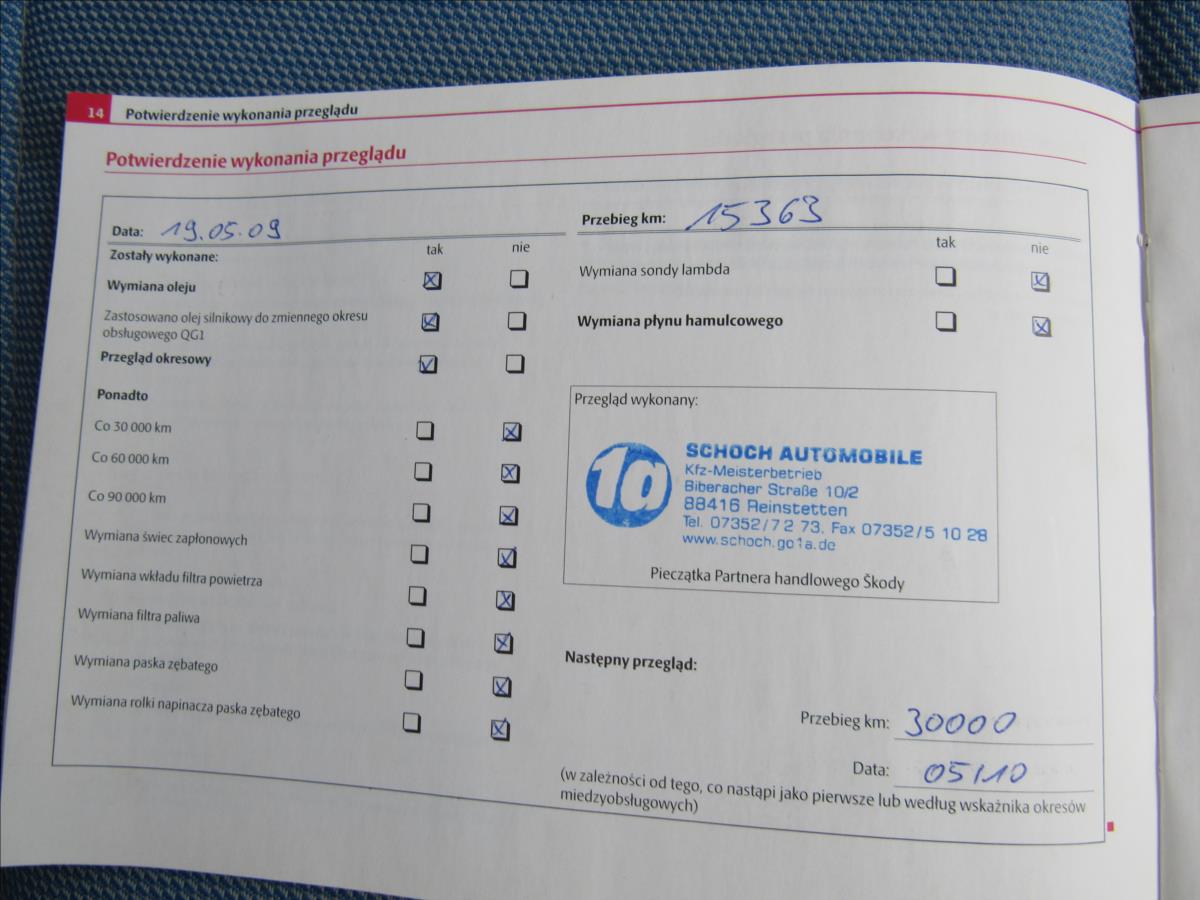 14 Potwierdzenie wykonania przeglądu
Potwierdzenie wykonania przeglądu
Data: 19.05.09
Przebieg km: 15363
Zostały wykonane:
tak nie
Wymiana oleju
Zastosowano olej silnikowy do zmiennego okresu
obsługowego QG1
Przegląd okresowy
Ponadto
Co 30 000 km
Co 60 000 km
Co 90 000 km
Wymiana świec zapłonowych
Wymiana wkładu filtra powietrza
Wymiana filtra paliwa
Wymiana paska zębatego
Wymiana rolki napinacza paska zębatego
tak nie
Wymiana sondy lambda
Wymiana płynu hamulcowego
Przegląd wykonany:
1a
SCHOCH AUTOMOBILE
Kfz-Meisterbetrieb
Biberacher Straße 10/2
88416 Reinstetten
Tel. 07352/7 2 73, Fax 07352/5 10 28
www.schoch.go1a.de
Pieczątka Partnera handlowego Škody
Następny przegląd:
Przebieg km: 30000
Data: 05/10
(w zależności od tego, co nastąpi jako pierwsze lub według wskaźnika okresów
miedzyobsługowych)